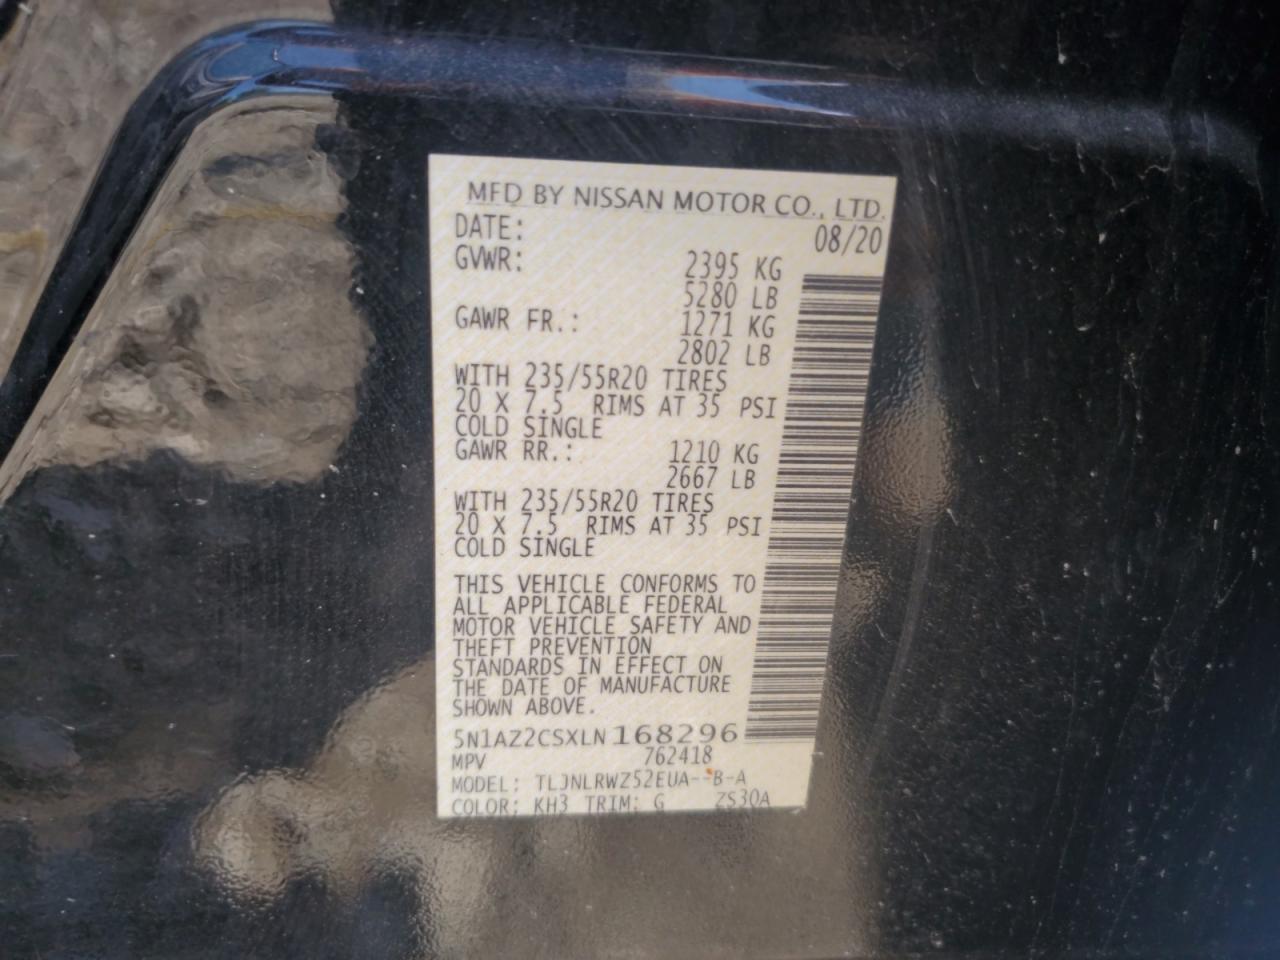 MFD BY NISSAN MOTOR CO., LTD.
DATE: 08/20
GVWR: 2395 KG
5280 LB
GAWR FR.: 1271 KG
2802 LB
WITH 235/55R20 TIRES
20 X 7.5 RIMS AT 35 PSI
COLD SINGLE
GAWR RR.: 1210 KG
2667 LB
WITH 235/55R20 TIRES
20 X 7.5 RIMS AT 35 PSI
COLD SINGLE
THIS VEHICLE CONFORMS TO
ALL APPLICABLE FEDERAL
MOTOR VEHICLE SAFETY AND
THEFT PREVENTION
STANDARDS IN EFFECT ON
THE DATE OF MANUFACTURE
SHOWN ABOVE.
5N1AZ2CSXLN168296
MPV 762418
MODEL: TLJNLRWZ52EUA--B-A
COLOR: KH3 TRIM: G ZS30A